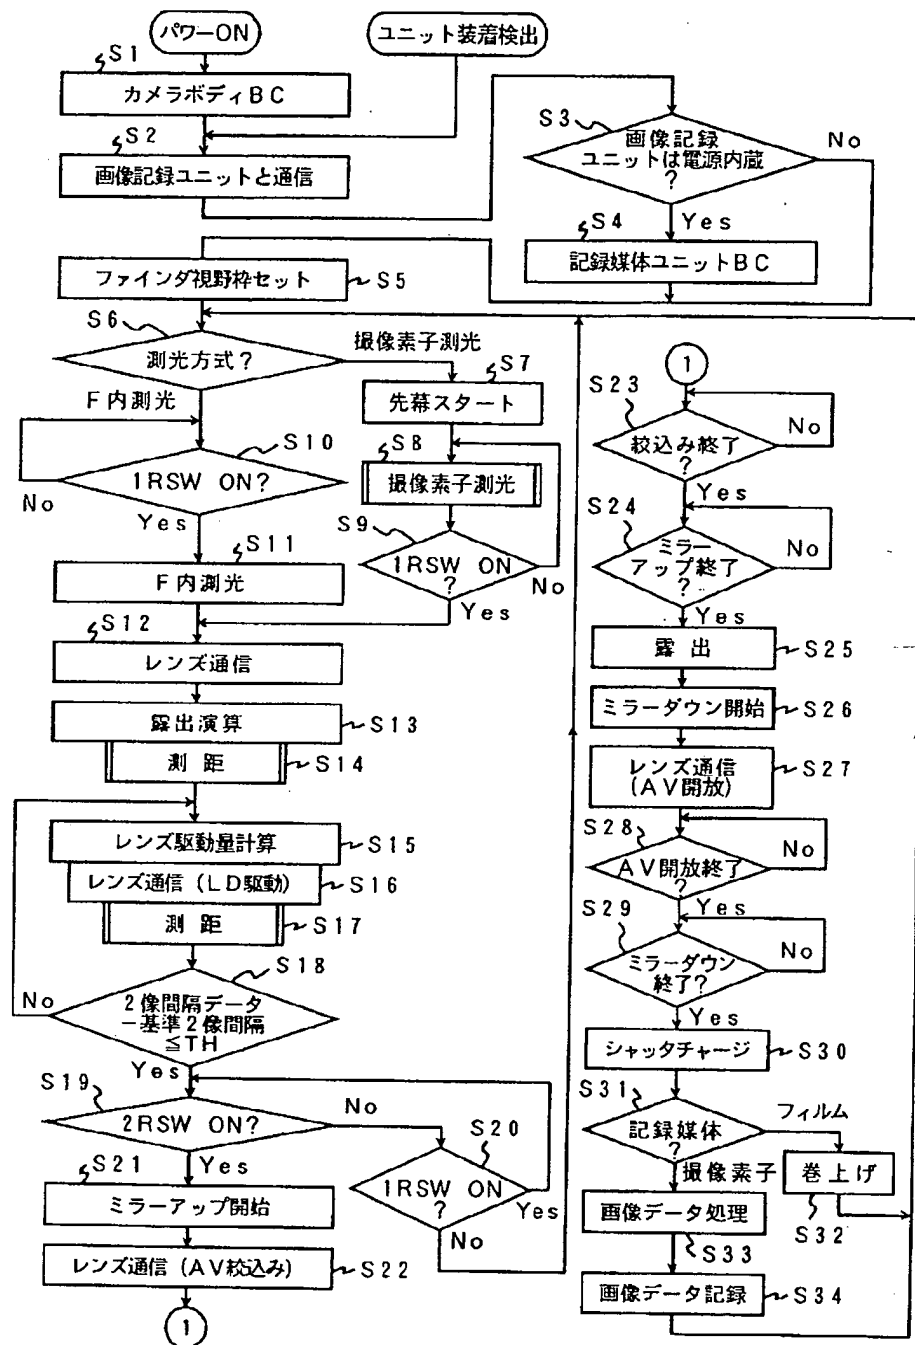 パワーON
ユニット装着検出
S1
カメラボディBC
S2
画像記録ユニットと通信
S3
画像記録
ユニットは電源内蔵
?
No
Yes
S4
記録媒体ユニットBC
ファインダ視野枠セット
S5
S6
測光方式?
撮像素子測光
F内測光
S7
先幕スタート
S8
撮像素子測光
S9
1RSW ON
?
No
Yes
S10
1RSW ON?
No
Yes
S11
F内測光
S12
レンズ通信
露出演算
S13
測距
S14
レンズ駆動量計算
S15
レンズ通信(LD駆動)
S16
測距
S17
S18
2像間隔データ
-基準2像間隔
≦TH
No
Yes
S19
2RSW ON?
No
Yes
S20
1RSW ON
?
Yes
No
S21
ミラーアップ開始
レンズ通信(AV絞込み)
S22
1
1
S23
絞込み終了
?
No
Yes
S24
ミラー
アップ終了
?
No
Yes
露出
S25
ミラーダウン開始
S26
レンズ通信
(AV開放)
S27
S28
AV開放終了
?
No
Yes
S29
ミラーダウン
終了?
No
Yes
シャッタチャージ
S30
S31
記録媒体
?
フィルム
撮像素子
巻上げ
S32
画像データ処理
S33
画像データ記録
S34